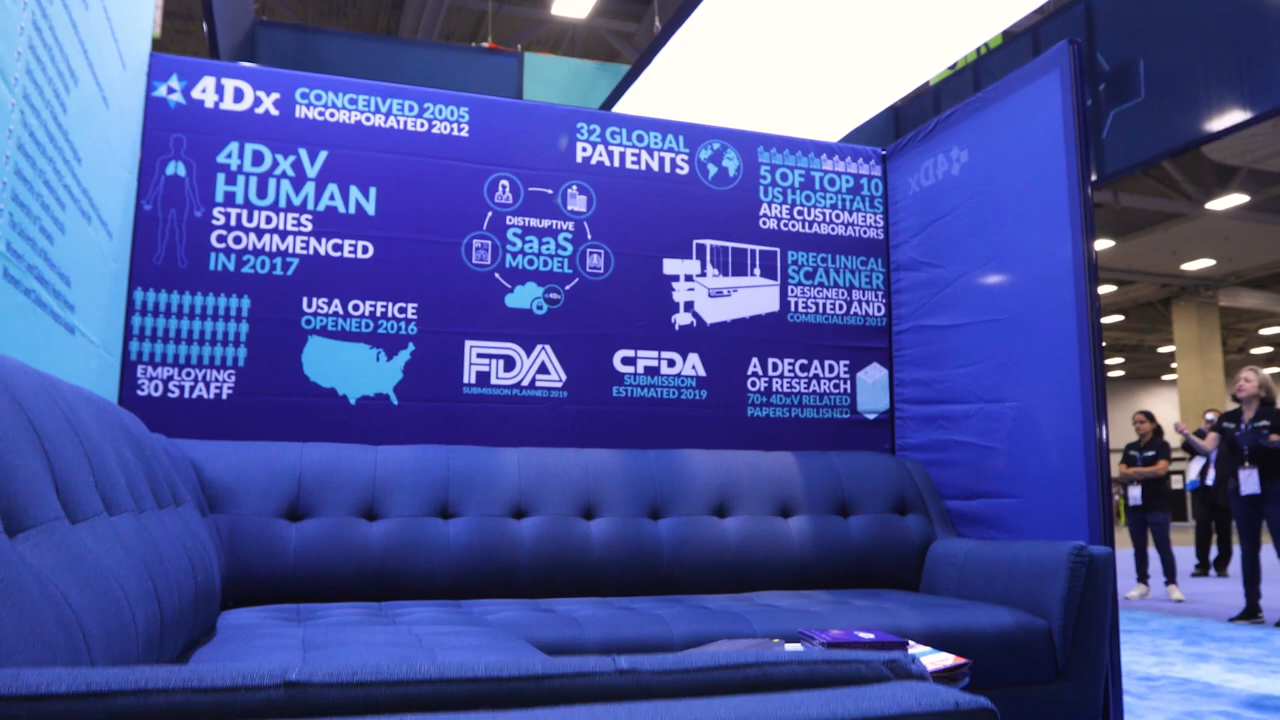 4Dx
CONCEIVED 2005
INCORPORATED 2012
32 GLOBAL
PATENTS
5 OF TOP 10
US HOSPITALS
ARE CUSTOMERS
OR COLLABORATORS
4DxV
HUMAN
STUDIES
COMMENCED
IN 2017
DISRUPTIVE
SaaS
MODEL
4Dx
PRECLINICAL
SCANNER
DESIGNED, BUILT,
TESTED AND
COMERCIALISED 2017
EMPLOYING
30 STAFF
USA OFFICE
OPENED 2016
FDA
SUBMISSION PLANNED 2019
CFDA
SUBMISSION
ESTIMATED 2019
A DECADE
OF RESEARCH
70+ 4DxV RELATED
PAPERS PUBLISHED
4Dx